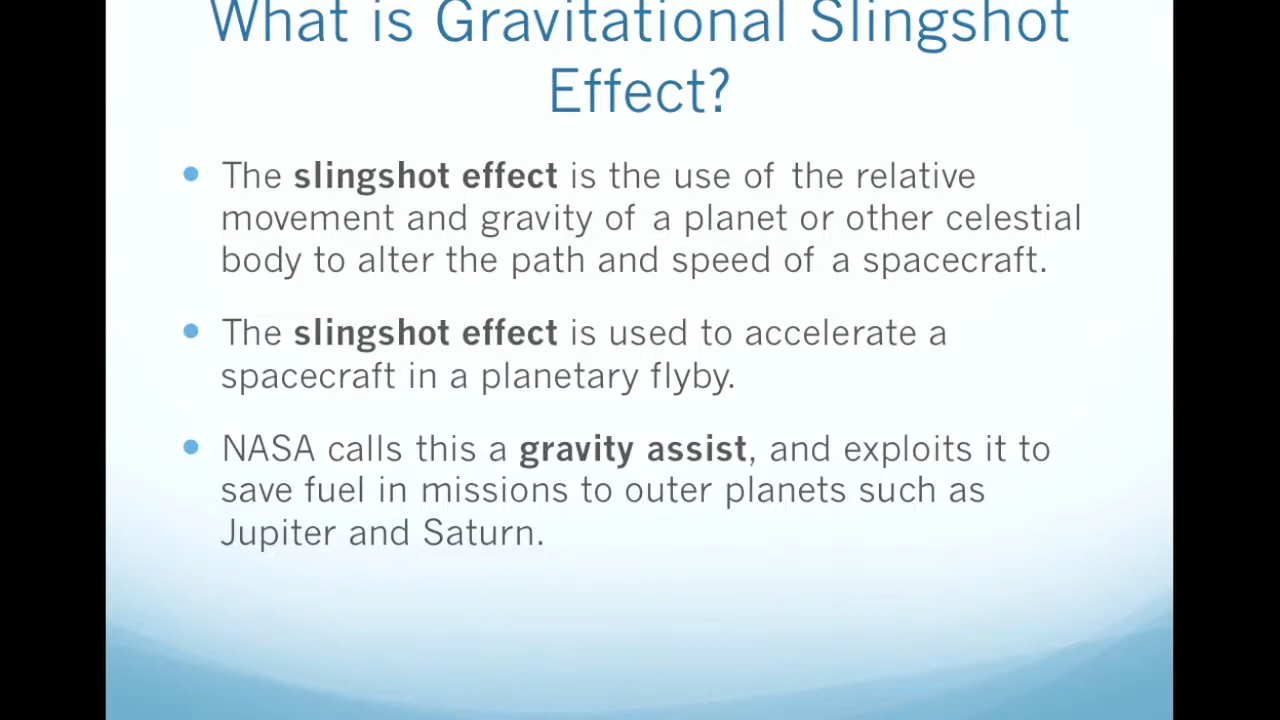 What is Gravitational Slingshot
Effect?
The slingshot effect is the use of the relative
movement and gravity of a planet or other celestial
body to alter the path and speed of a spacecraft.
The slingshot effect is used to accelerate a
spacecraft in a planetary flyby.
NASA calls this a gravity assist, and exploits it to
save fuel in missions to outer planets such as
Jupiter and Saturn.